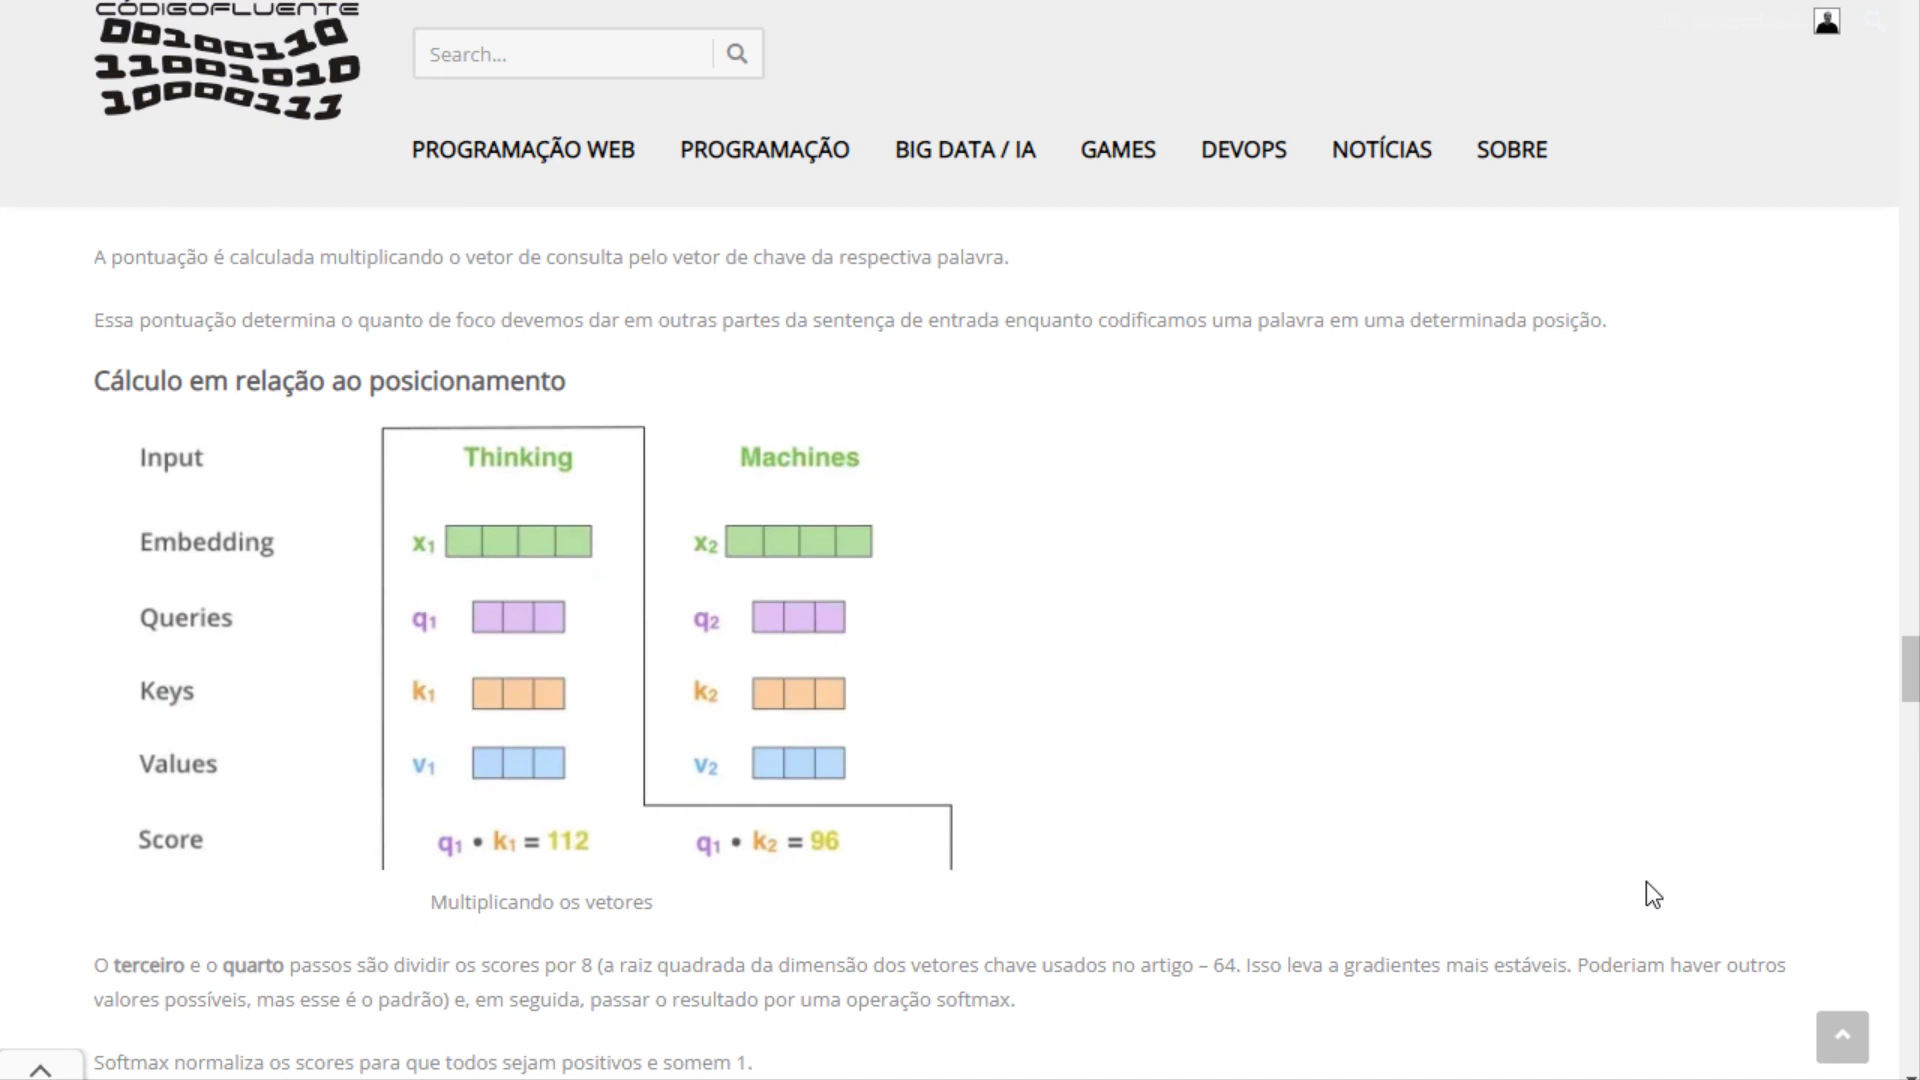 CÓDIGOFLUENTE
00100110
11001010
10000111
Search...
PROGRAMAÇÃO WEB PROGRAMAÇÃO BIG DATA / IA GAMES DEVOPS NOTÍCIAS SOBRE
A pontuação é calculada multiplicando o vetor de consulta pelo vetor de chave da respectiva palavra.
Essa pontuação determina o quanto de foco devemos dar em outras partes da sentença de entrada enquanto codificamos uma palavra em uma determinada posição.
Cálculo em relação ao posicionamento
Input Thinking Machines
Embedding x1 x2
Queries q1 q2
Keys k1 k2
Values v1 v2
Score q1 • k1 = 112 q1 • k2 = 96
Multiplicando os vetores
O terceiro e o quarto passos são dividir os scores por 8 (a raiz quadrada da dimensão dos vetores chave usados no artigo – 64. Isso leva a gradientes mais estáveis. Poderiam haver outros
valores possíveis, mas esse é o padrão) e, em seguida, passar o resultado por uma operação softmax.
Softmax normaliza os scores para que todos sejam positivos e somem 1.